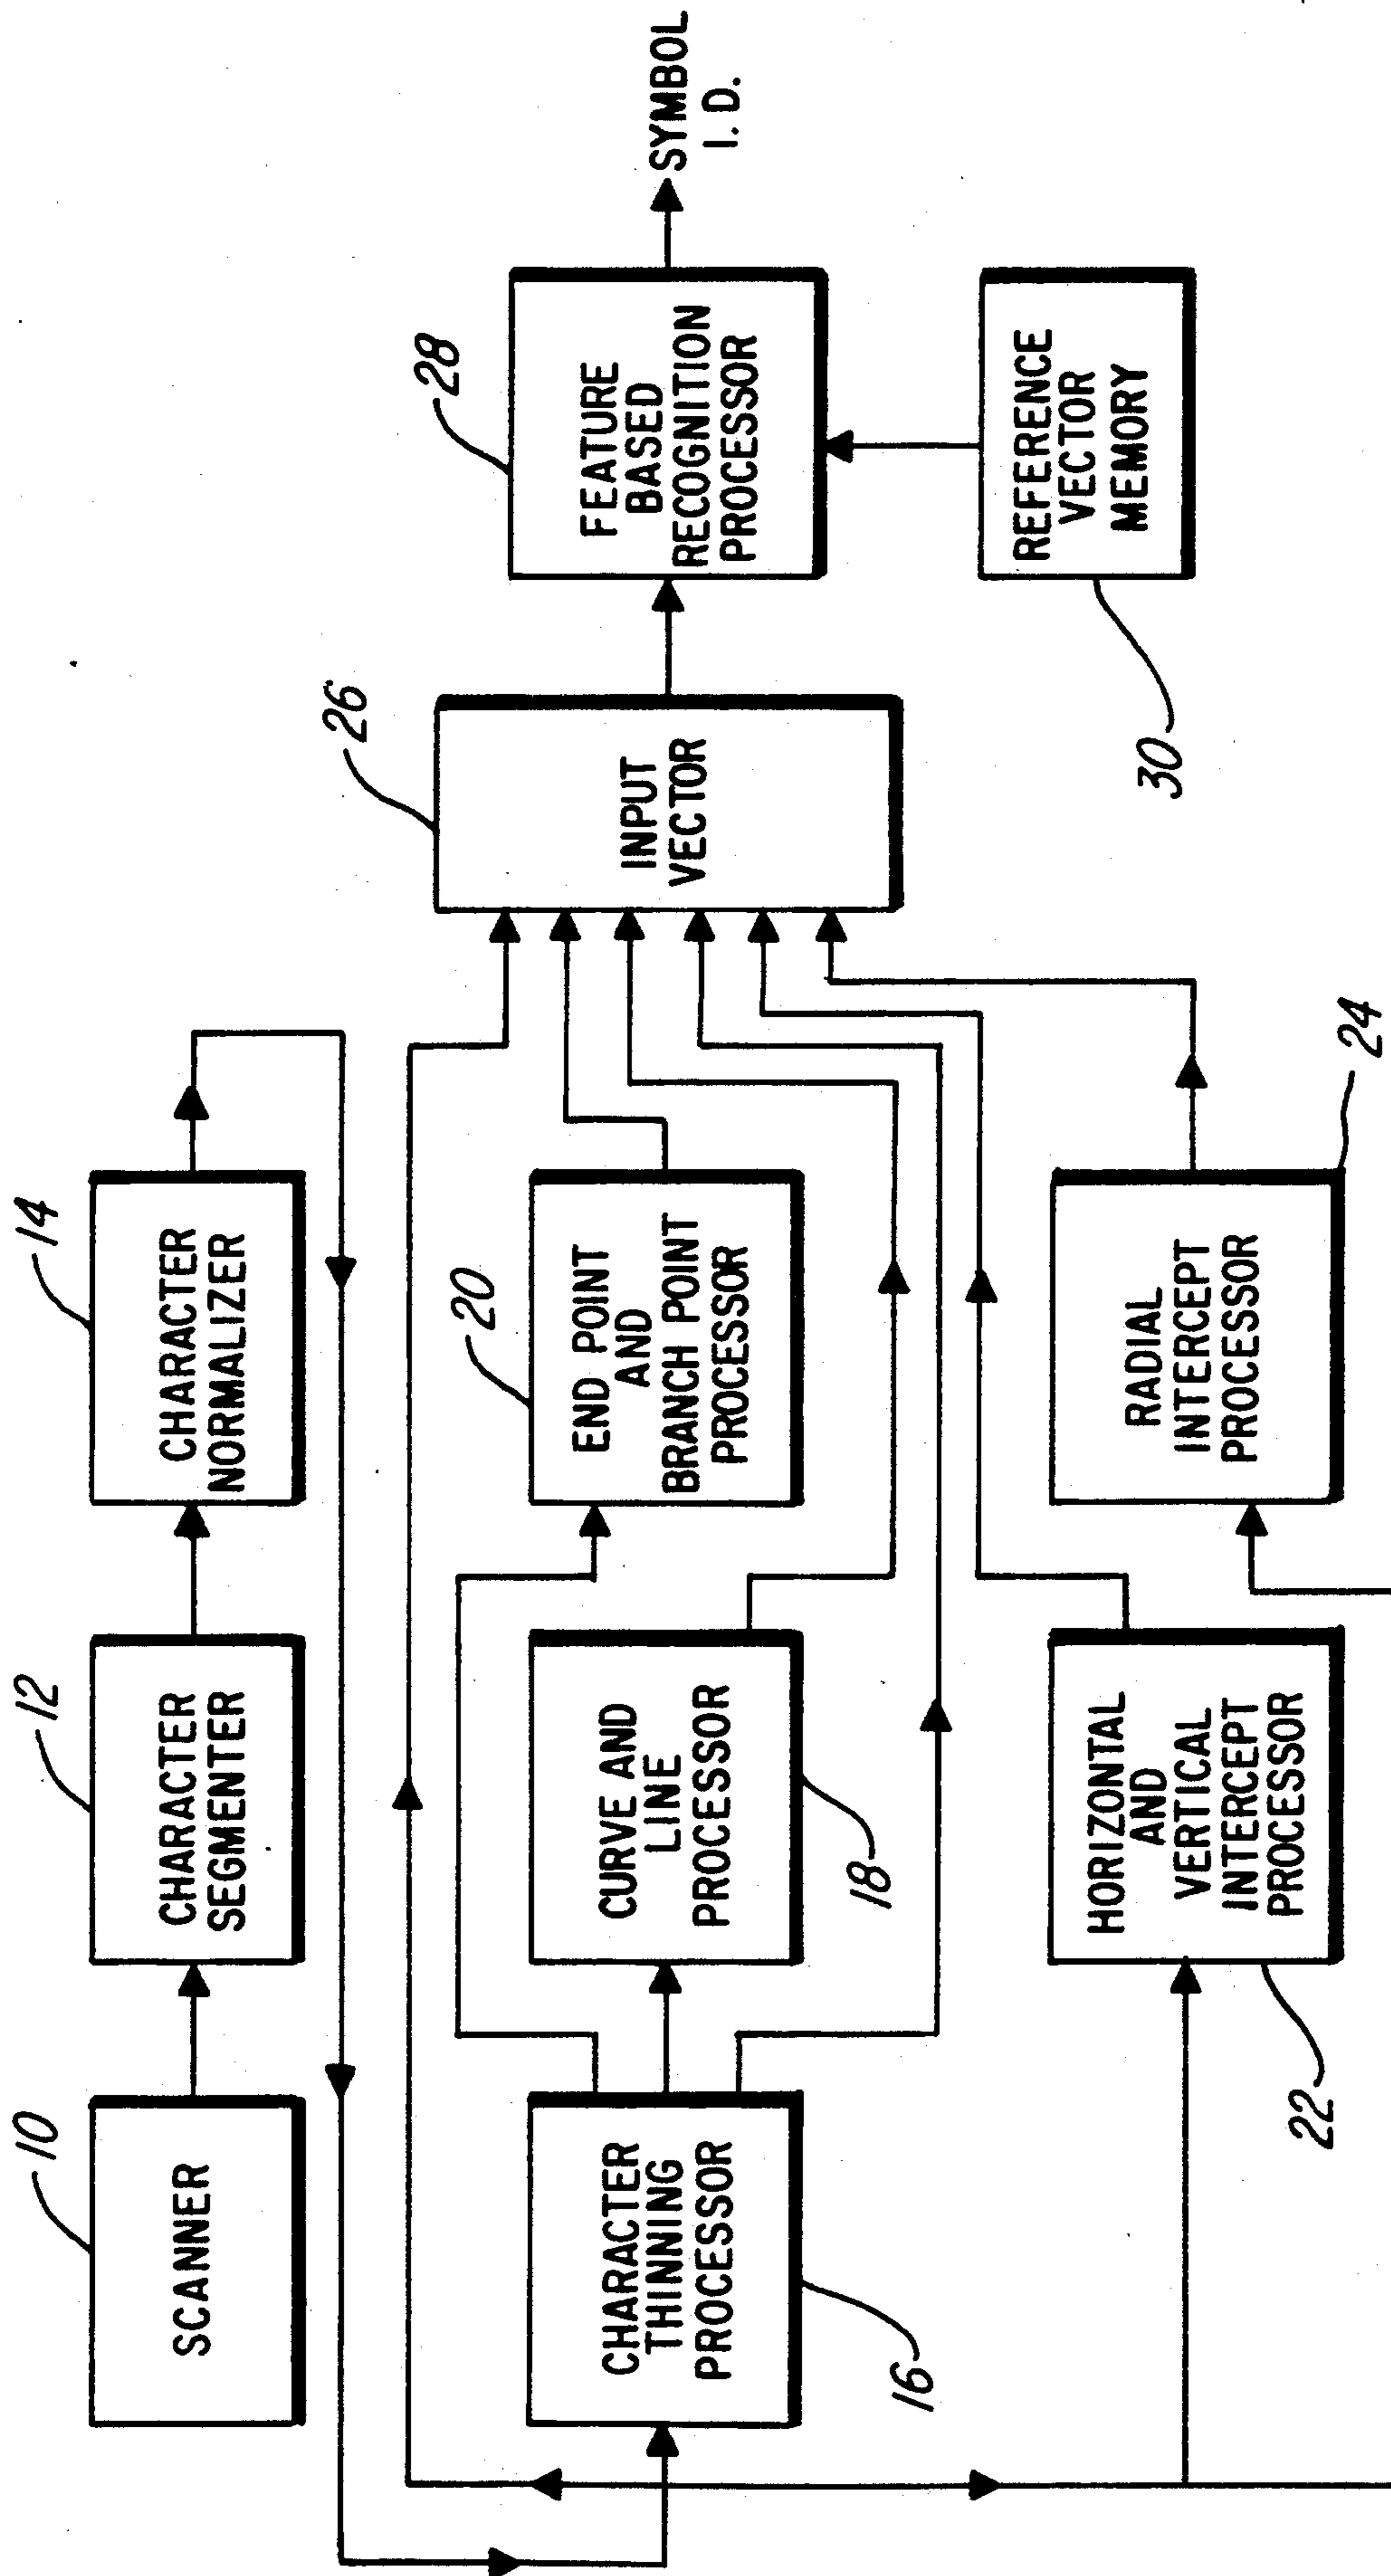 10
SCANNER
12
CHARACTER
SEGMENTER
14
CHARACTER
NORMALIZER
16
CHARACTER
THINNING
PROCESSOR
18
CURVE AND
LINE
PROCESSOR
20
END POINT
AND
BRANCH POINT
PROCESSOR
22
HORIZONTAL
AND
VERTICAL
INTERCEPT
PROCESSOR
24
RADIAL
INTERCEPT
PROCESSOR
26
INPUT
VECTOR
28
FEATURE
BASED
RECOGNITION
PROCESSOR
30
REFERENCE
VECTOR
MEMORY
SYMBOL
I. D.